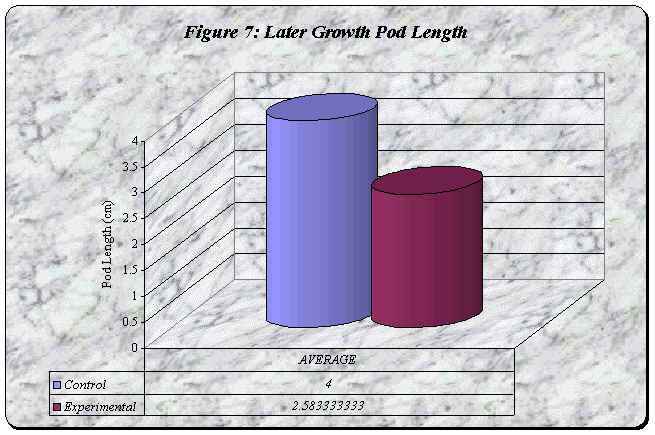 Figure 7: Later Growth Pod Length
4
3.5
3
2.5
2
1.5
1
0.5
0
Pod Length (cm)
AVERAGE
Control 4
Experimental 2.583333333